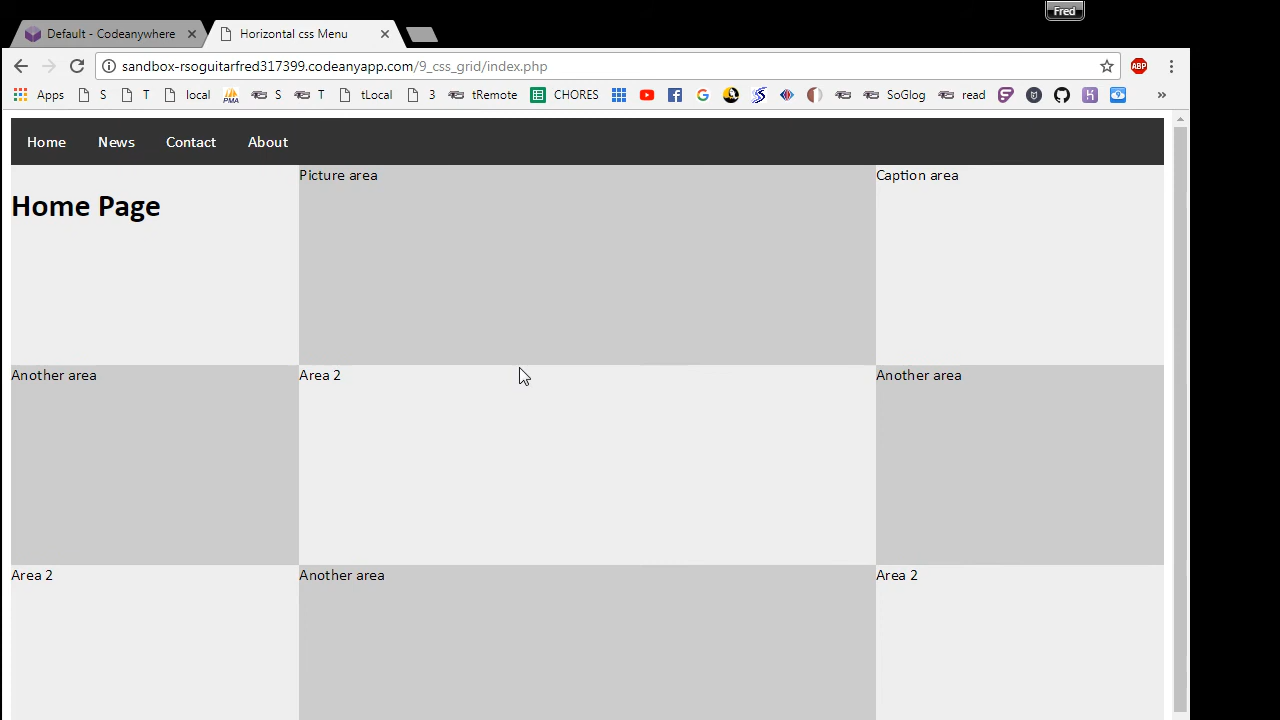 Fred
Default - Codeanywhere
Horizontal css Menu
sandbox-rsoguitarfred317399.codeanyapp.com/9_css_grid/index.php
ABP
Apps S T local PMA S T tLocal 3 tRemote CHORES SoGlog read »
Home News Contact About
Home Page
Picture area
Caption area
Another area
Area 2
Another area
Area 2
Another area
Area 2